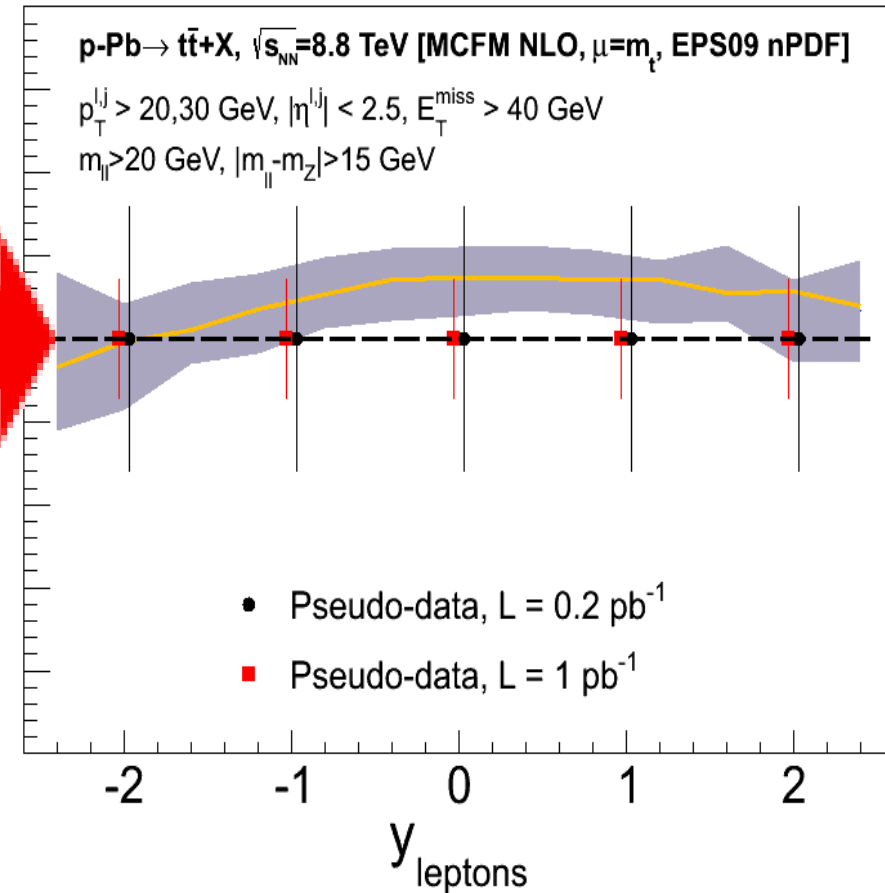 p-Pb→ tt̄+X, √s_NN=8.8 TeV [MCFM NLO, μ=m_t, EPS09 nPDF]
p_T^l,j > 20,30 GeV, |η^l,j| < 2.5, E_T^miss > 40 GeV
m_ll>20 GeV, |m_ll-m_Z|>15 GeV
Pseudo-data, L = 0.2 pb^-1
Pseudo-data, L = 1 pb^-1
-2 -1 0 1 2
y_leptons